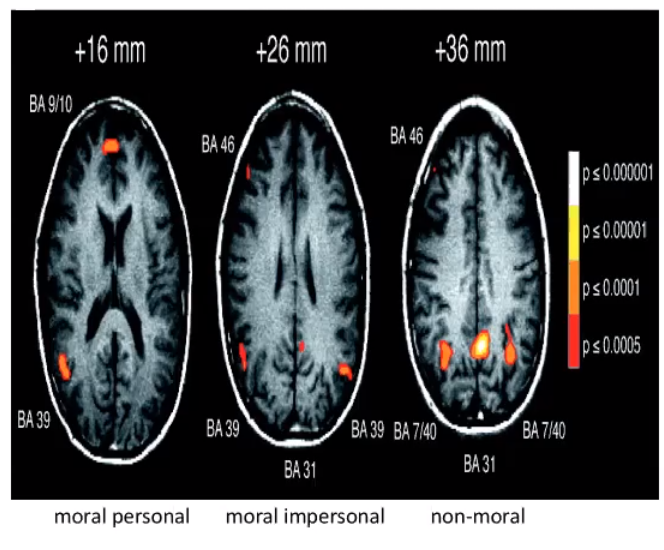 +16 mm
+26 mm
+36 mm
BA 9/10
BA 46
BA 46
p ≤ 0.000001
p ≤ 0.00001
p ≤ 0.0001
p ≤ 0.0005
BA 39
BA 39
BA 39
BA 7/40
BA 7/40
BA 31
BA 31
moral personal
moral impersonal
non-moral